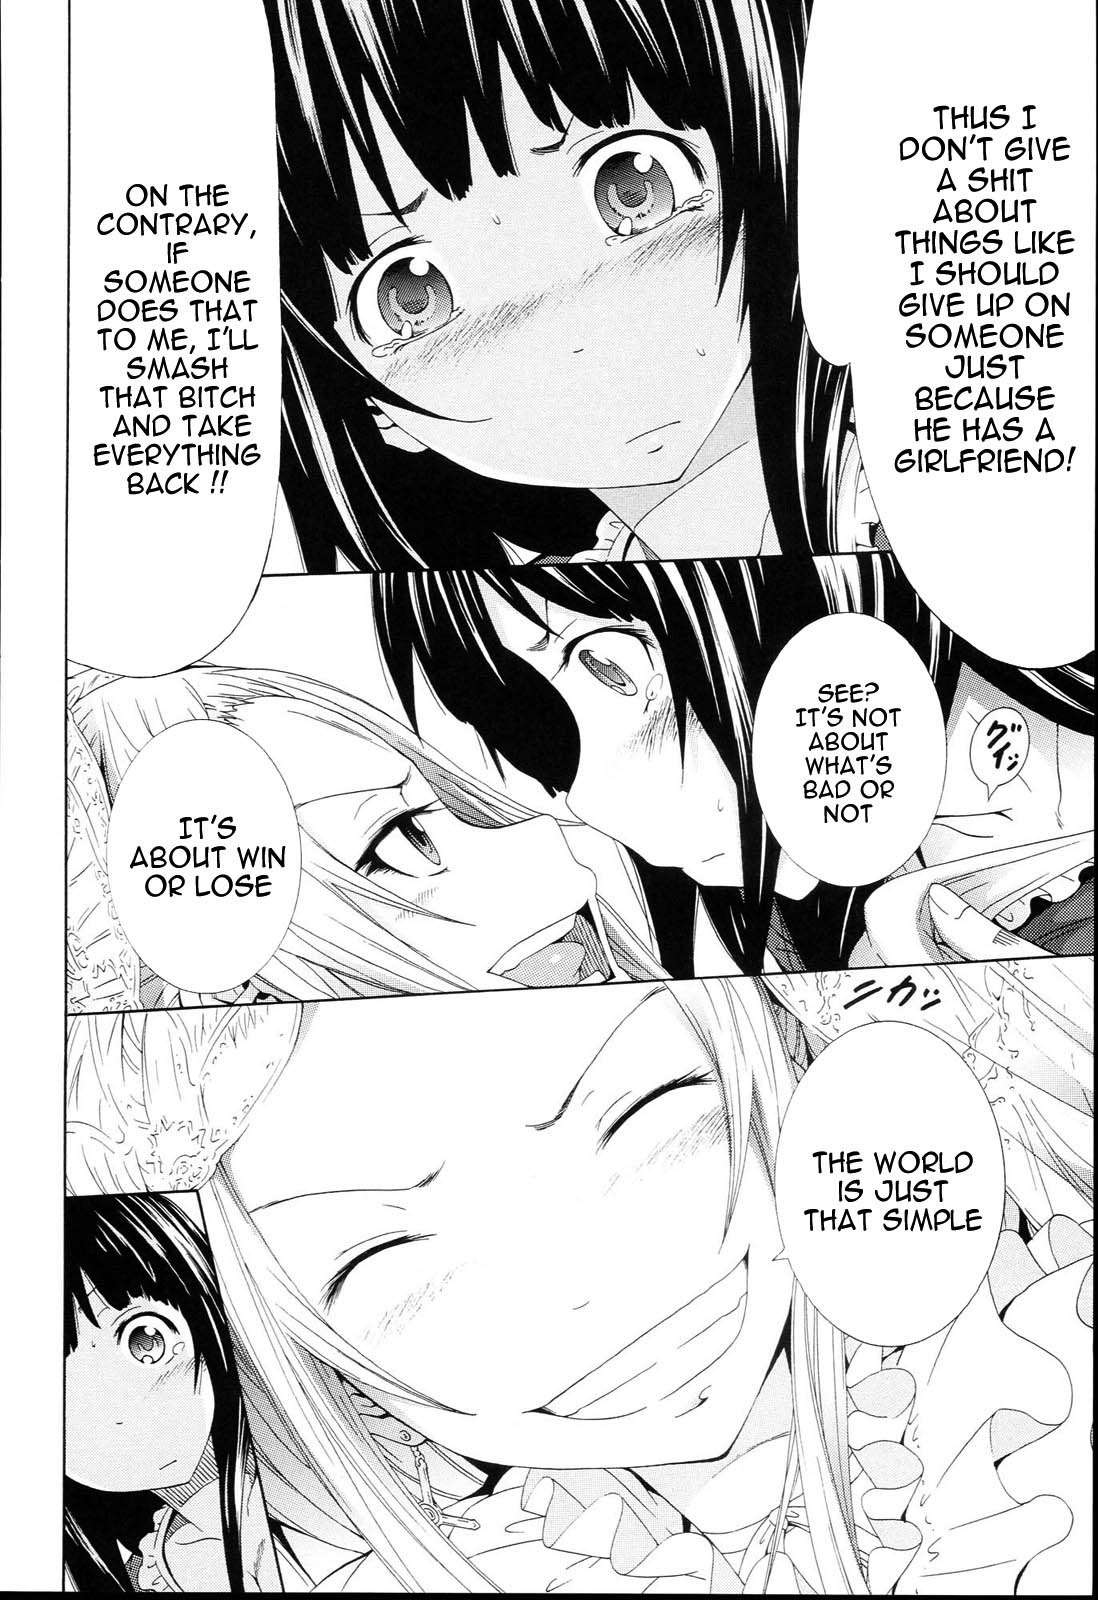 THUS I
DON'T GIVE
A SHIT
ABOUT
THINGS LIKE
I SHOULD
GIVE UP ON
SOMEONE
JUST
BECAUSE
HE HAS A
GIRLFRIEND!
ON THE
CONTRARY,
IF
SOMEONE
DOES THAT
TO ME, I'LL
SMASH
THAT BITCH
AND TAKE
EVERYTHING
BACK !!
グイッ
SEE?
IT'S NOT
ABOUT
WHAT'S
BAD OR
NOT
IT'S
ABOUT WIN
OR LOSE
ニカッ
THE WORLD
IS JUST
THAT SIMPLE